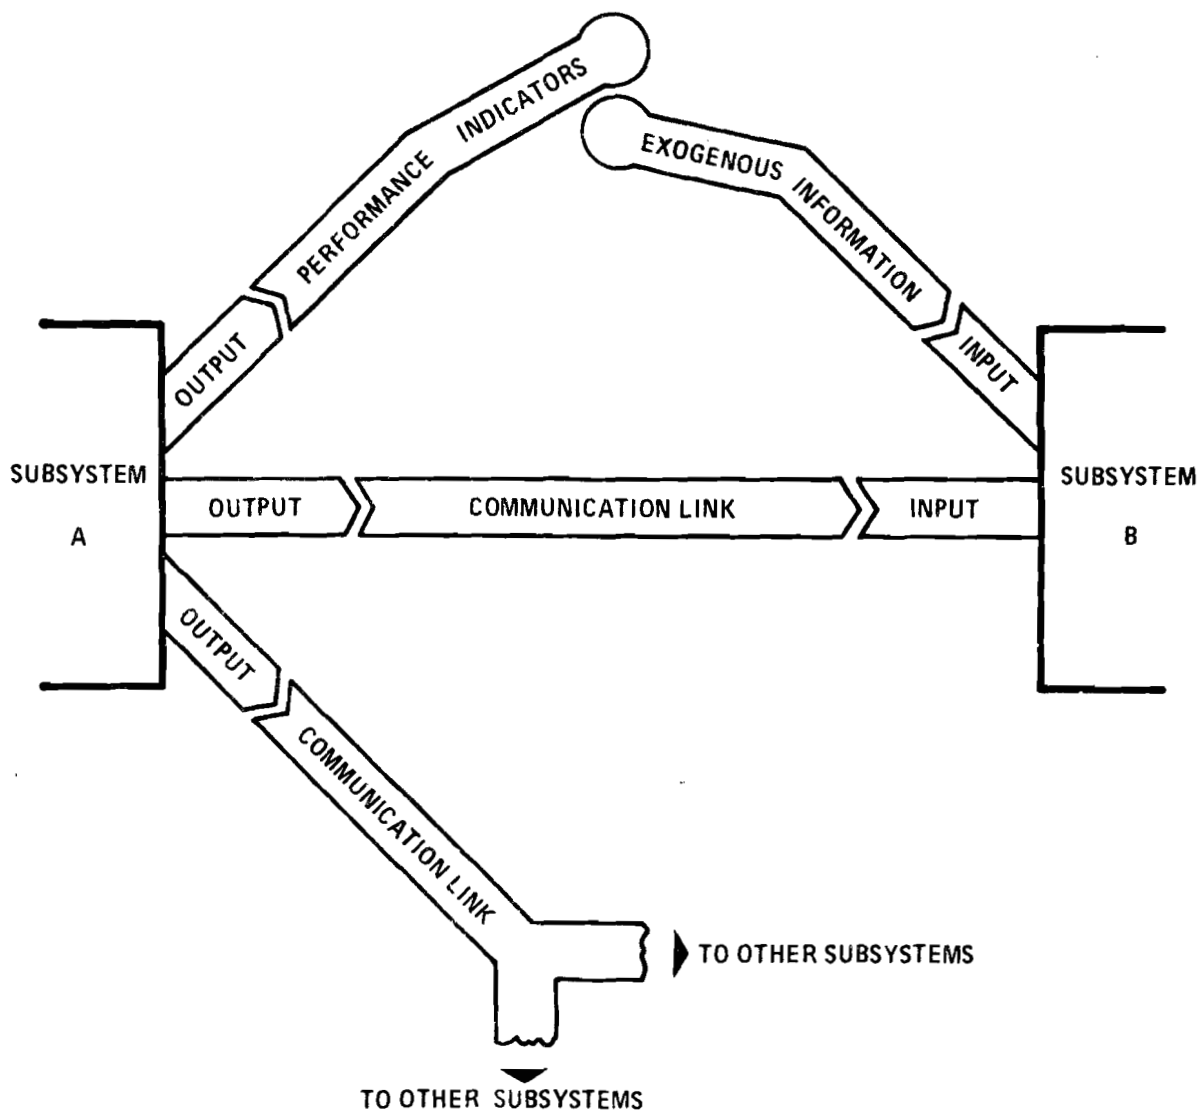 PERFORMANCE INDICATORS
EXOGENOUS INFORMATION
OUTPUT
INPUT
SUBSYSTEM
A
OUTPUT
COMMUNICATION LINK
INPUT
SUBSYSTEM
B
OUTPUT
COMMUNICATION LINK
TO OTHER SUBSYSTEMS
TO OTHER SUBSYSTEMS